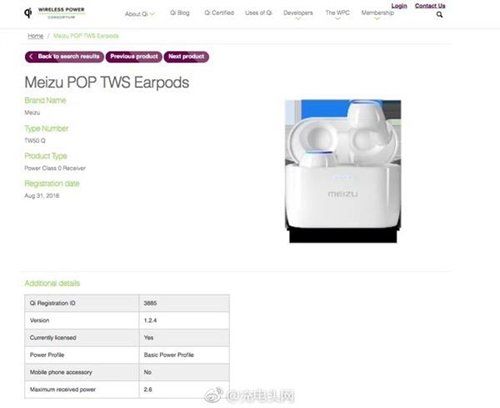 Login Contact Us
Qi WIRELESS POWER
CONSORTIUM
About Qi Qi Blog Qi Certified Uses of Qi Developers The WPC Membership
Home / Meizu POP TWS Earpods
Back to search results Previous product Next product
Meizu POP TWS Earpods
Brand Name
Meizu
Type Number
TW50 Q
Product Type
Power Class 0 Receiver
Registration date
Aug 31, 2018
MEIZU
Additional details
Qi Registration ID 3885
Version 1.2.4
Currently licensed Yes
Power Profile Basic Power Profile
Mobile phone accessory No
Maximum received power 2.6
@充电头网